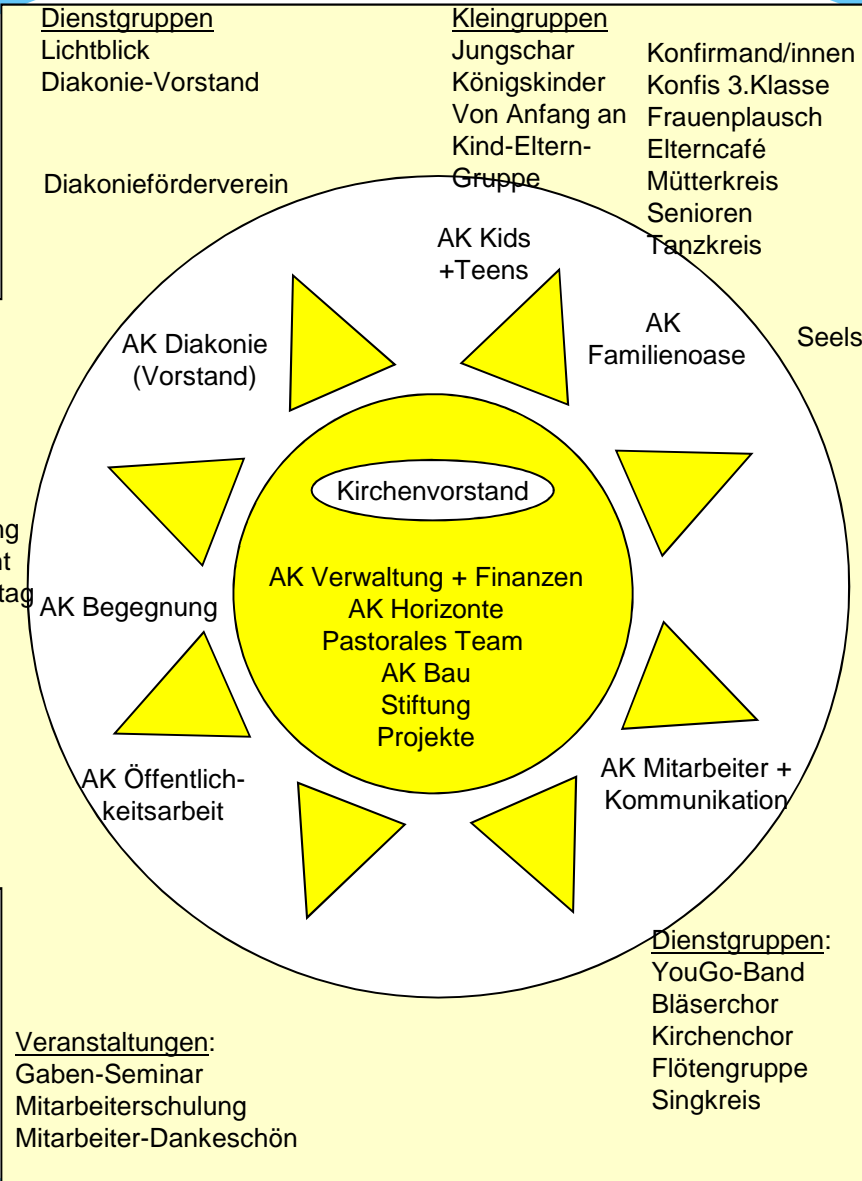 Dienstgruppen
Lichtblick
Diakonie-Vorstand
Diakonieförderverein
Kleingruppen
Jungschar
Königskinder
Von Anfang an
Kind-Eltern-
Gruppe
Konfirmand/innen
Konfis 3.Klasse
Frauenplausch
Elterncafé
Mütterkreis
Senioren
Tanzkreis
AK Kids
+Teens
AK Diakonie
(Vorstand)
AK
Familienoase
Seels
Kirchenvorstand
ng
nt
tag
AK Begegnung
AK Verwaltung + Finanzen
AK Horizonte
Pastorales Team
AK Bau
Stiftung
Projekte
AK Öffentlich-
keitsarbeit
AK Mitarbeiter +
Kommunikation
Dienstgruppen:
YouGo-Band
Bläserchor
Kirchenchor
Flötengruppe
Singkreis
Veranstaltungen:
Gaben-Seminar
Mitarbeiterschulung
Mitarbeiter-Dankeschön